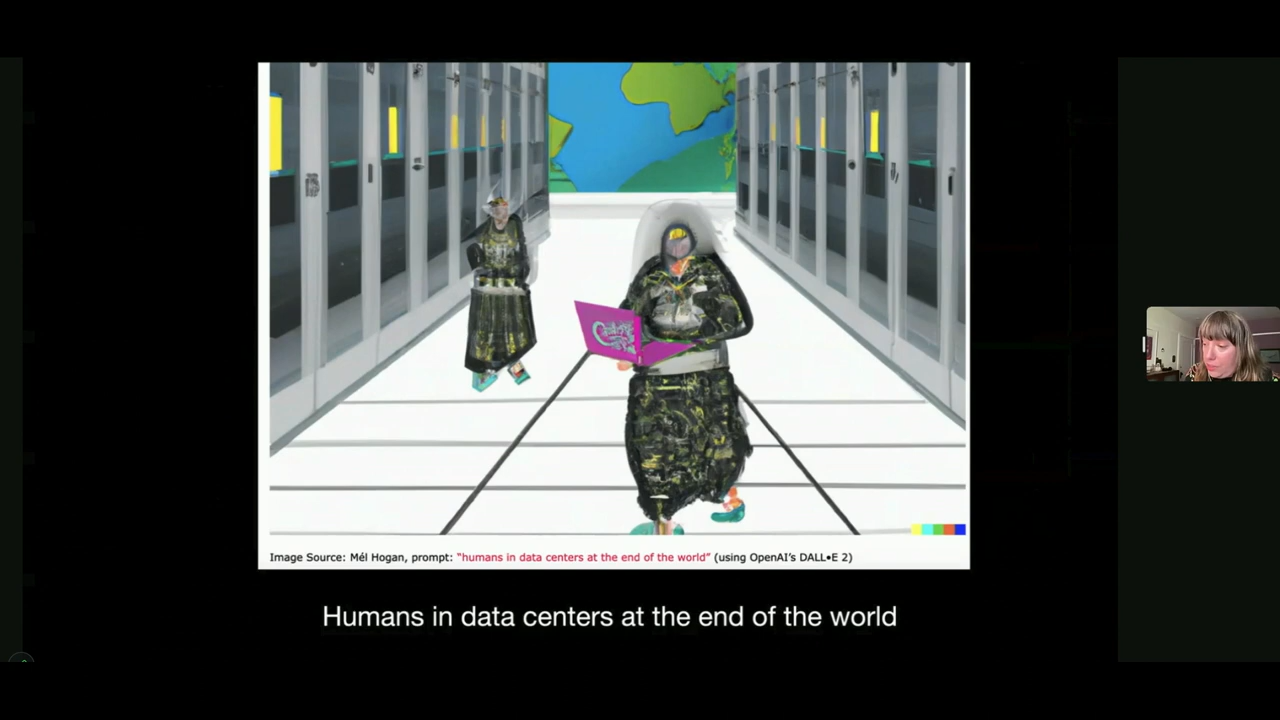 Image Source: Mél Hogan, prompt: “humans in data centers at the end of the world” (using OpenAI’s DALL•E 2)
Humans in data centers at the end of the world